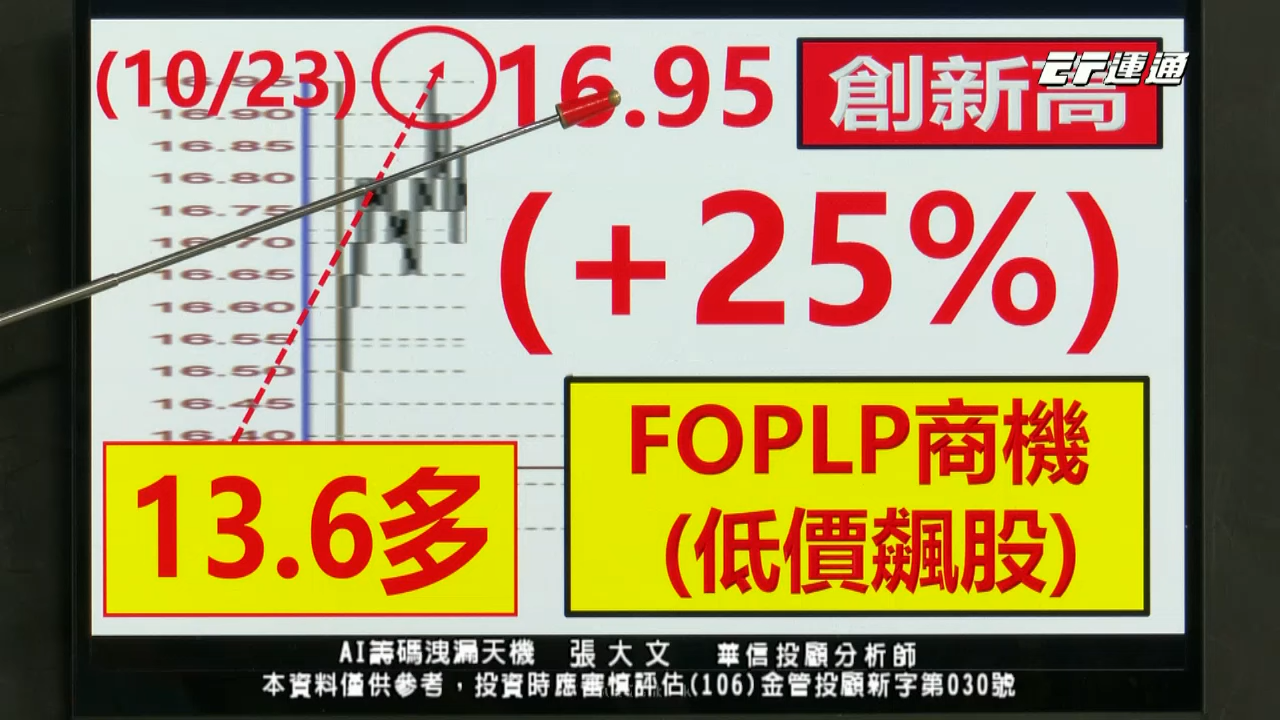 (10/23)
16.95
創新高
運通
16.95
16.90
16.85
16.80
16.75
16.70
16.65
16.60
16.55
16.50
16.45
16.40
(+25%)
13.6多
FOPLP商機
(低價飆股)
AI籌碼洩漏天機 張大文 華信投顧分析師
本資料僅供參考，投資時應審慎評估(106)金管投顧新字第030號